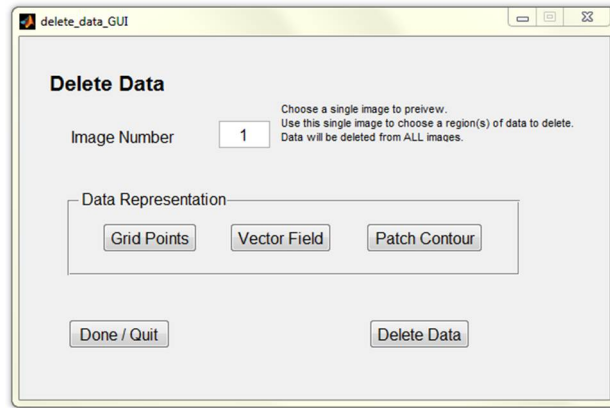 delete_data_GUI
Delete Data
Choose a single image to preivew.
Use this single image to choose a region(s) of data to delete.
Data will be deleted from ALL images.
Image Number 1
Data Representation
Grid Points Vector Field Patch Contour
Done / Quit Delete Data